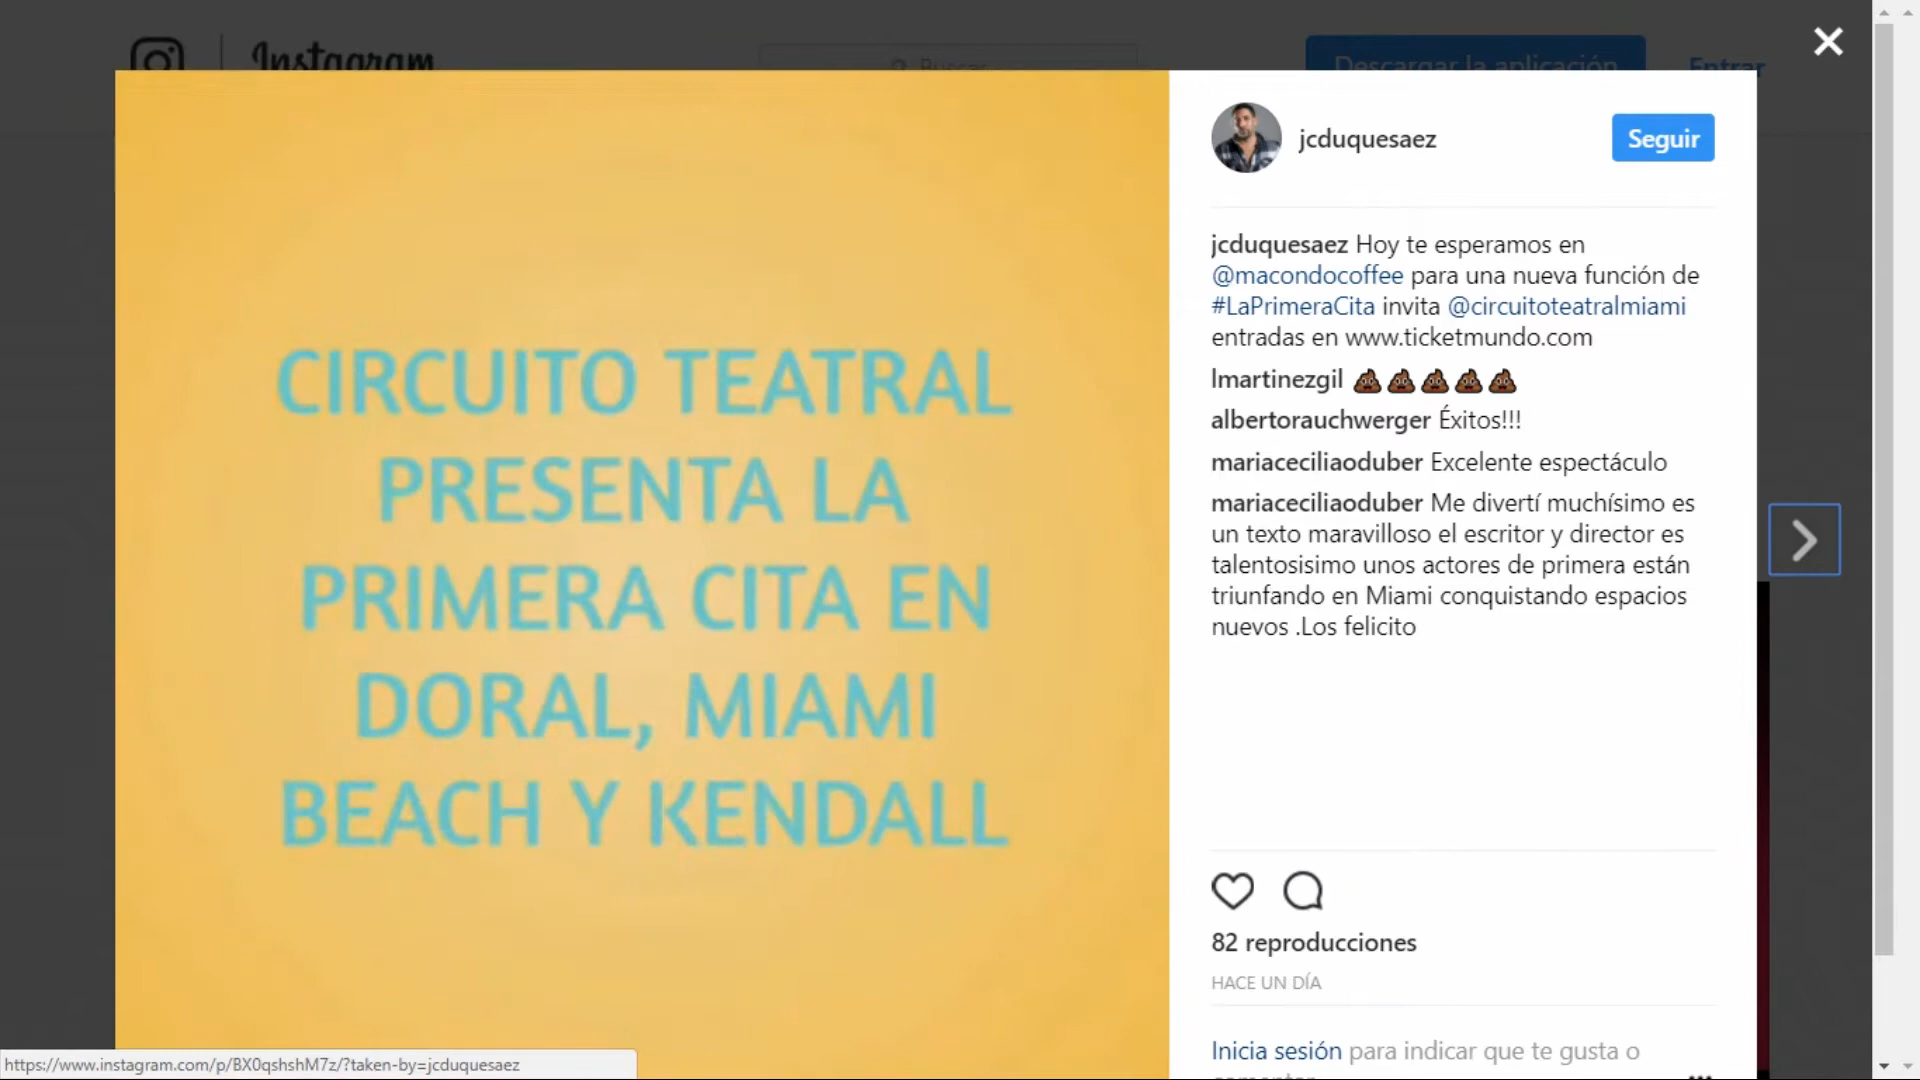 Instagram
Buscar
Descargar la aplicación
Entrar
CIRCUITO TEATRAL
PRESENTA LA
PRIMERA CITA EN
DORAL, MIAMI
BEACH Y KENDALL
jcduquesaez
Seguir
jcduquesaez Hoy te esperamos en
@macondocoffee para una nueva función de
#LaPrimeraCita invita @circuitoteatralmiami
entradas en www.ticketmundo.com
lmartinezgil 💩💩💩💩💩
albertorauchwerger Éxitos!!!
mariaceciliaoduber Excelente espectáculo
mariaceciliaoduber Me divertí muchísimo es
un texto maravilloso el escritor y director es
talentosisimo unos actores de primera están
triunfando en Miami conquistando espacios
nuevos .Los felicito
82 reproducciones
HACE UN DÍA
Inicia sesión para indicar que te gusta o
comentar
https://www.instagram.com/p/BX0qshshM7z/?taken-by=jcduquesaez